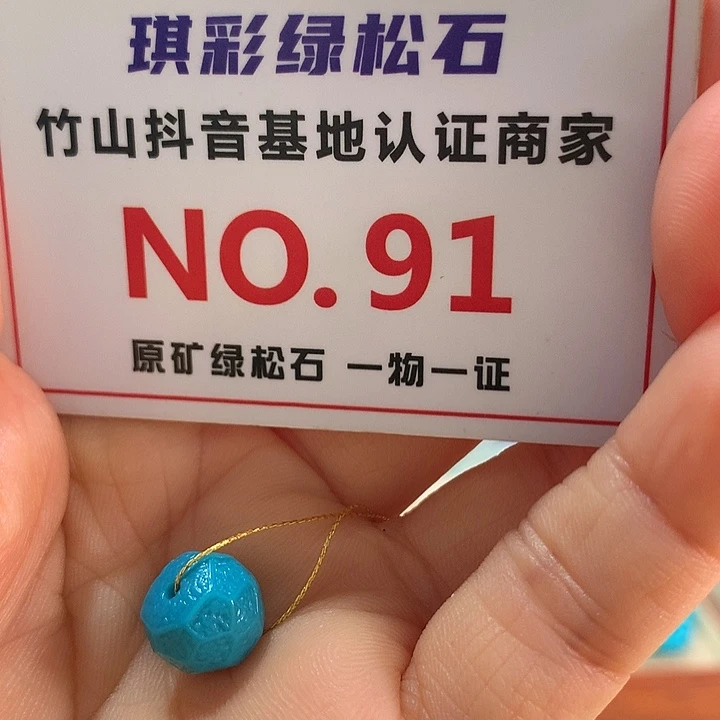 琪彩绿松石
竹山抖音基地认证商家
NO.91
原矿绿松石 一物一证